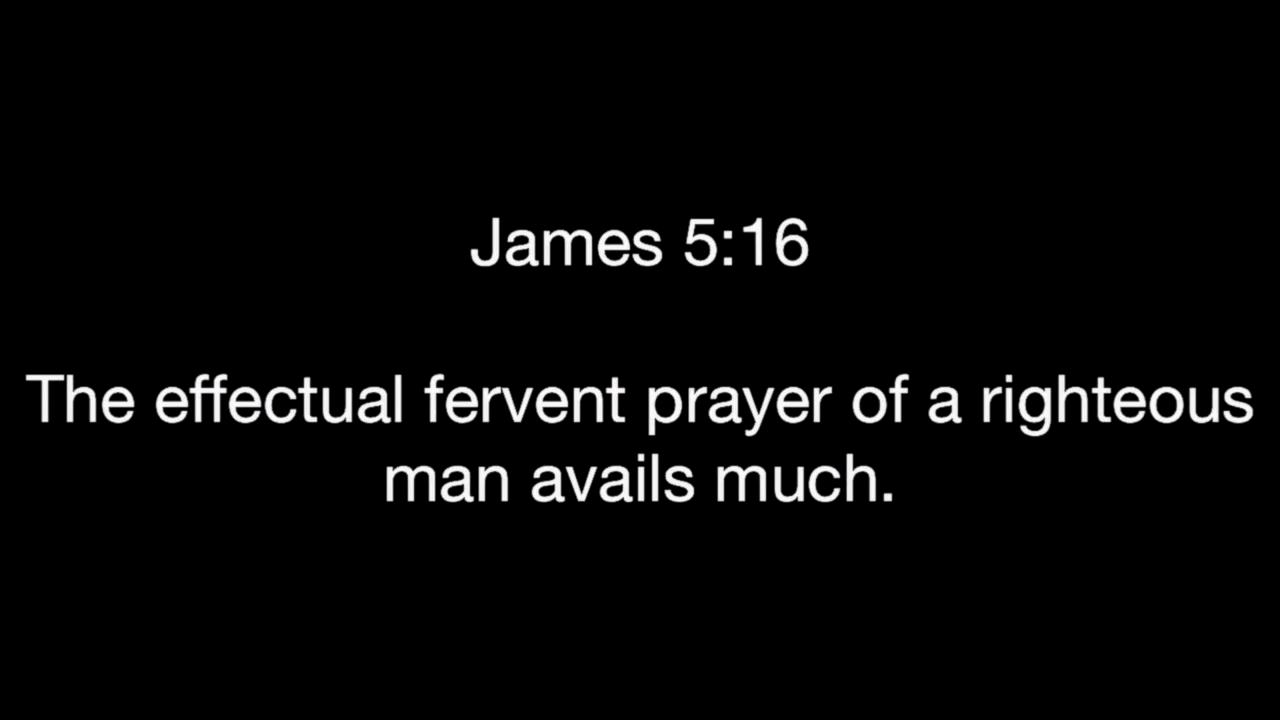 James 5:16
The effectual fervent prayer of a righteous
man avails much.